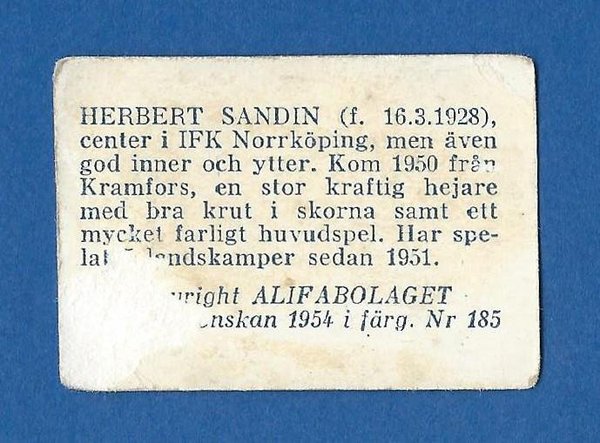 HERBERT SANDIN (f. 16.3.1928),
center i IFK Norrköping, men även
god inner och ytter. Kom 1950 från
Kramfors, en stor kraftig hejare
med bra krut i skorna samt ett
mycket farligt huvudspel. Har spe-
lat landskamper sedan 1951.
ALIFABOLAGET
1954 i färg. Nr 185